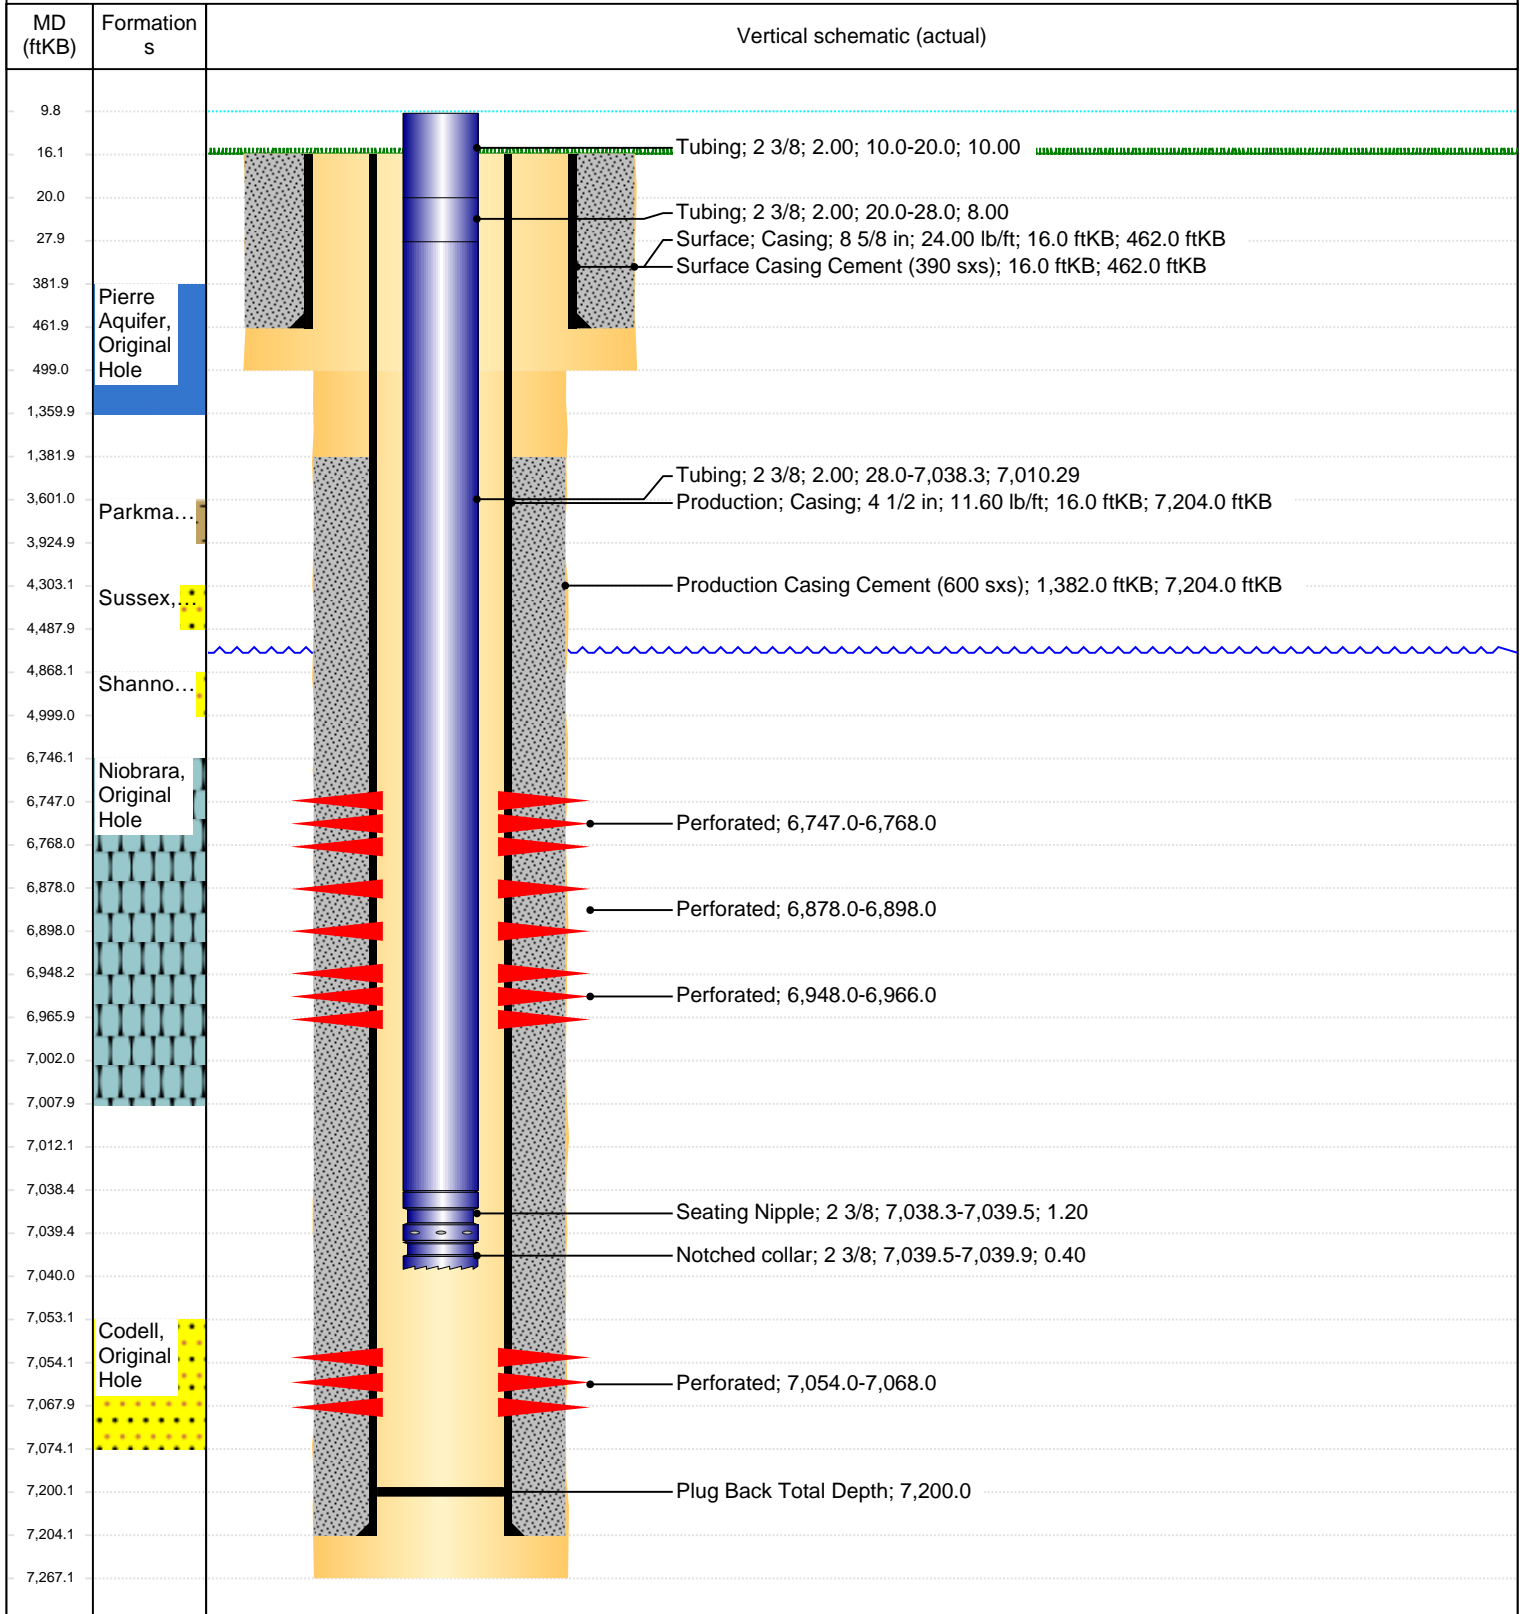 MD
(ftKB)
Formation
s
Vertical schematic (actual)
9.8
16.1
20.0
27.9
381.9
461.9
499.0
1,359.9
1,381.9
3,601.0
3,924.9
4,303.1
4,487.9
4,868.1
4,999.0
6,746.1
6,747.0
6,768.0
6,878.0
6,898.0
6,948.2
6,965.9
7,002.0
7,007.9
7,012.1
7,038.4
7,039.4
7,040.0
7,053.1
7,054.1
7,067.9
7,074.1
7,200.1
7,204.1
7,267.1
Pierre
Aquifer,
Original
Hole
Parkma...
Sussex,...
Shanno...
Niobrara,
Original
Hole
Codell,
Original
Hole
Tubing; 2 3/8; 2.00; 10.0-20.0; 10.00
Tubing; 2 3/8; 2.00; 20.0-28.0; 8.00
Surface; Casing; 8 5/8 in; 24.00 lb/ft; 16.0 ftKB; 462.0 ftKB
Surface Casing Cement (390 sxs); 16.0 ftKB; 462.0 ftKB
Tubing; 2 3/8; 2.00; 28.0-7,038.3; 7,010.29
Production; Casing; 4 1/2 in; 11.60 lb/ft; 16.0 ftKB; 7,204.0 ftKB
Production Casing Cement (600 sxs); 1,382.0 ftKB; 7,204.0 ftKB
Perforated; 6,747.0-6,768.0
Perforated; 6,878.0-6,898.0
Perforated; 6,948.0-6,966.0
Seating Nipple; 2 3/8; 7,038.3-7,039.5; 1.20
Notched collar; 2 3/8; 7,039.5-7,039.9; 0.40
Perforated; 7,054.0-7,068.0
Plug Back Total Depth; 7,200.0